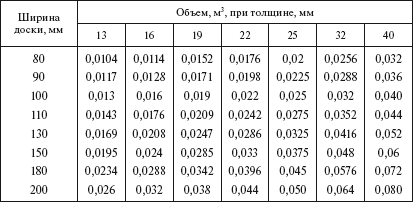 Ширина доски, мм | Объем, м³, при толщине, мм
13 | 16 | 19 | 22 | 25 | 32 | 40
80 | 0,0104 | 0,0114 | 0,0152 | 0,0176 | 0,02 | 0,0256 | 0,032
90 | 0,0117 | 0,0128 | 0,0171 | 0,0198 | 0,0225 | 0,0288 | 0,036
100 | 0,013 | 0,016 | 0,019 | 0,022 | 0,025 | 0,032 | 0,040
110 | 0,0143 | 0,0176 | 0,0209 | 0,0242 | 0,0275 | 0,0352 | 0,044
130 | 0,0169 | 0,0208 | 0,0247 | 0,0286 | 0,0325 | 0,0416 | 0,052
150 | 0,0195 | 0,024 | 0,0285 | 0,033 | 0,0375 | 0,048 | 0,06
180 | 0,0234 | 0,0288 | 0,0342 | 0,0396 | 0,045 | 0,0576 | 0,072
200 | 0,026 | 0,032 | 0,038 | 0,044 | 0,050 | 0,064 | 0,080